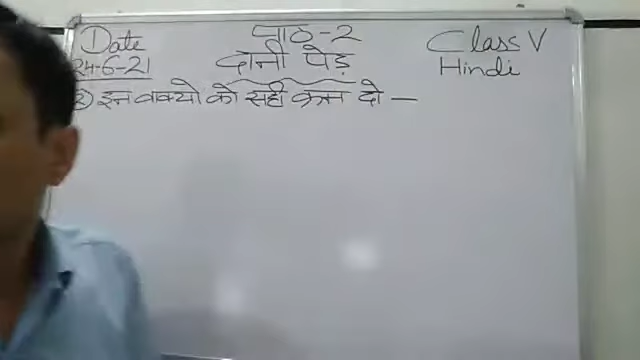 Date पाठ-2 Class V
24-6-21 दानी पेड़ Hindi
इन वाक्यो को सही क्रम दो —